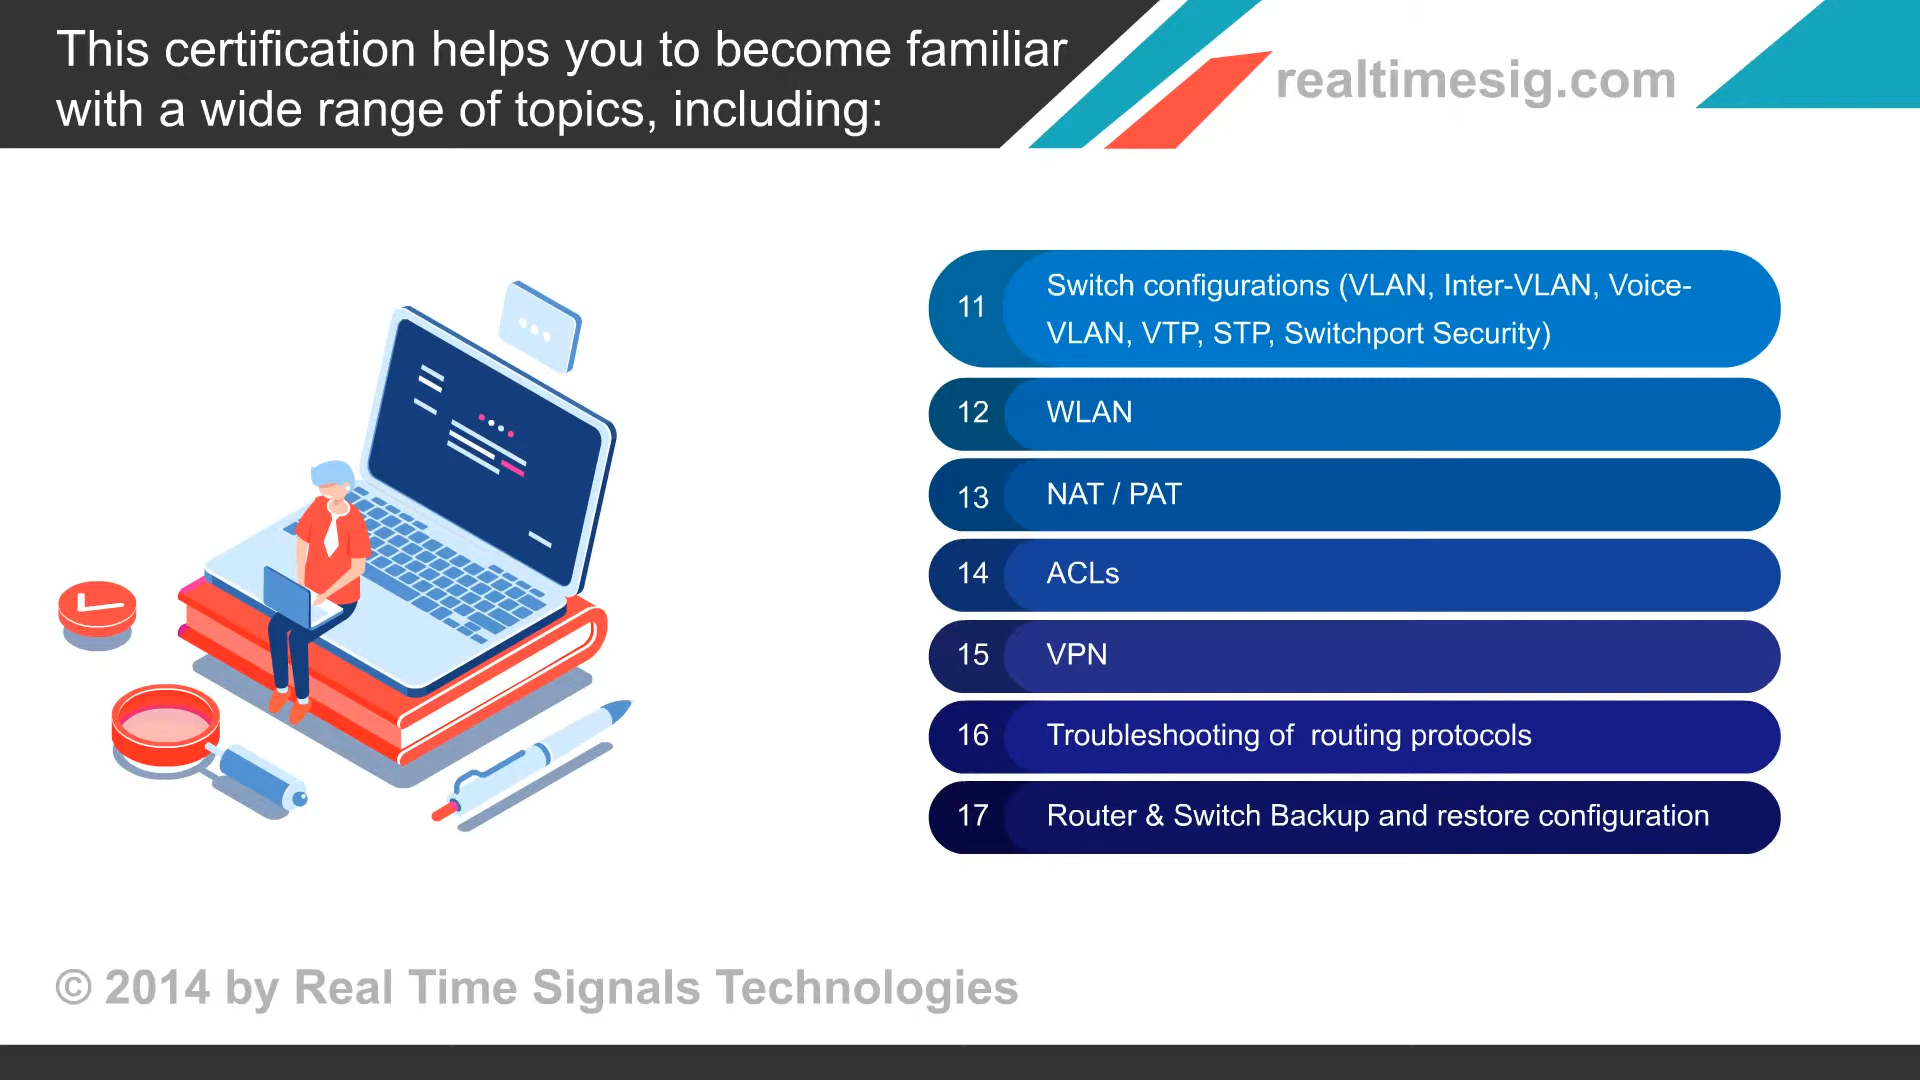 This certification helps you to become familiar
with a wide range of topics, including:
realtimesig.com
11
Switch configurations (VLAN, Inter-VLAN, Voice-
VLAN, VTP, STP, Switchport Security)
12 WLAN
13 NAT / PAT
14 ACLs
15 VPN
16 Troubleshooting of  routing protocols
17 Router & Switch Backup and restore configuration
© 2014 by Real Time Signals Technologies